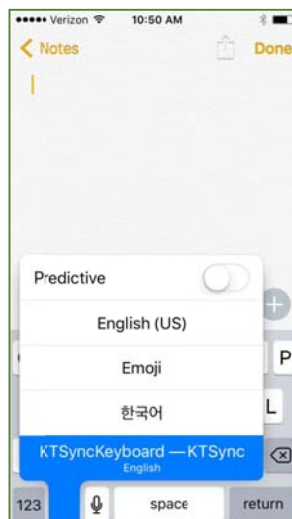 Verizon 10:50 AM
Notes Done
Predictive
English (US)
Emoji
한국어
KTSyncKeyboard — KTSync
English
P
L
123 space return